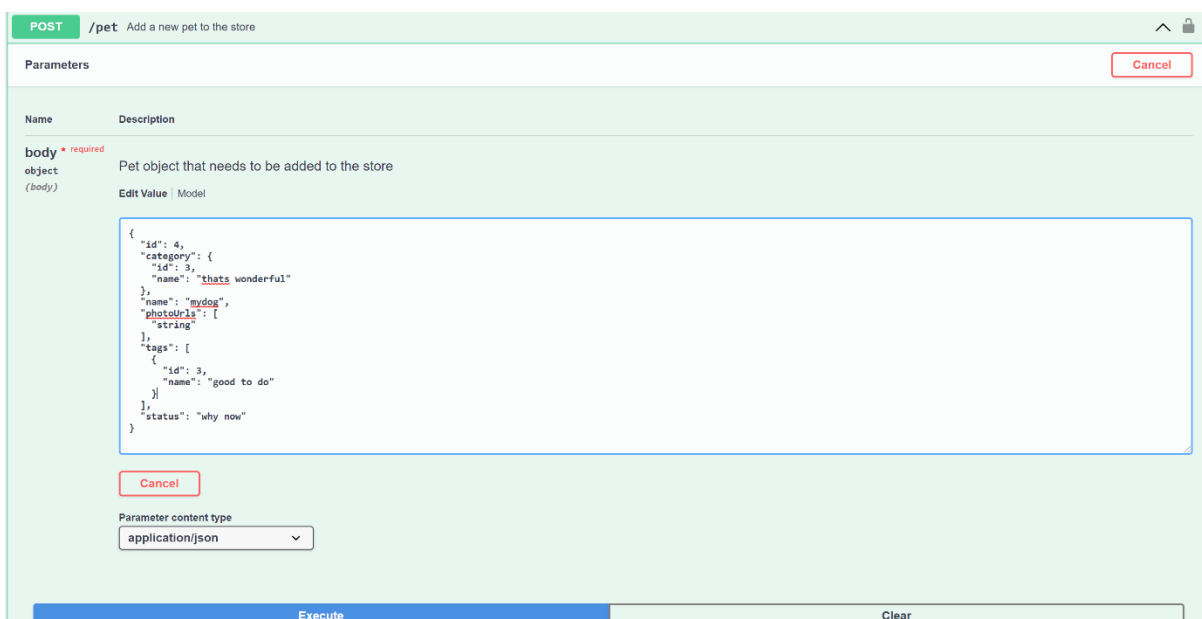 POST /pet Add a new pet to the store
Parameters
Cancel
Name Description
body * required
object
(body)
Pet object that needs to be added to the store
Edit Value | Model
{
"id": 4,
"category": {
"id": 3,
"name": "thats wonderful"
},
"name": "mydog",
"photoUrls": [
"string"
],
"tags": [
{
"id": 3,
"name": "good to do"
}
],
"status": "why now"
}
Cancel
Parameter content type
application/json
Execute Clear